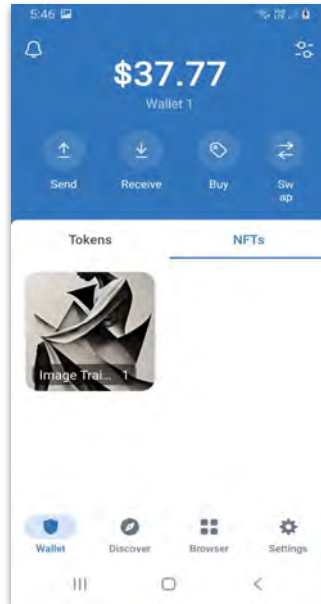 5:46
$37.77
Wallet 1
Send Receive Buy Sw
ap
Tokens NFTs
Image Trai... 1
Wallet Discover Browser Settings